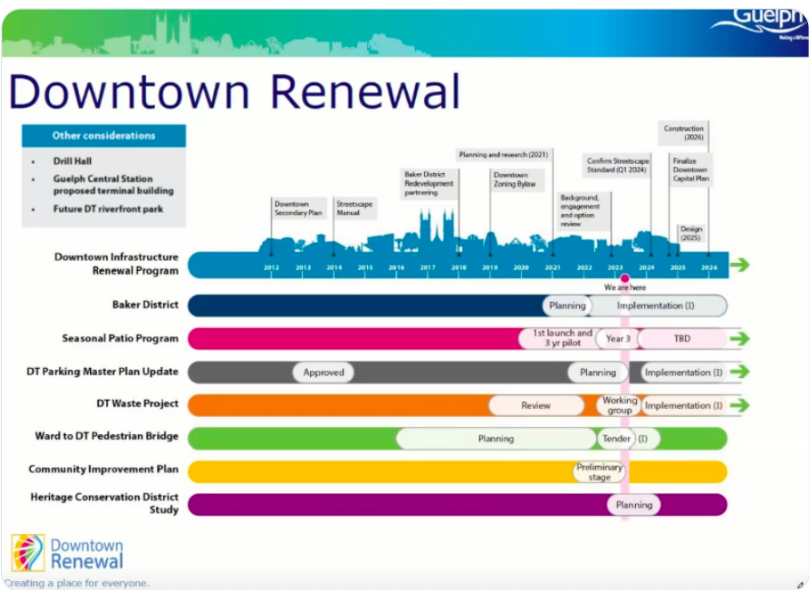 Guelph
Downtown Renewal
Other considerations
• Drill Hall
• Guelph Central Station
proposed terminal building
• Future DT riverfront park
Downtown
Secondary Plan
Streetscape
Manual
Baker District
Redevelopment
partnering
Planning and research (2021)
Downtown
Zoning Bylaw
Background,
engagement
and option
review
Confirm Streetscape
Standard (Q1 2024)
Construction
(2026)
Finalize
Downtown
Capital Plan
Design
(2025)
Downtown Infrastructure
Renewal Program
2012 2013 2014 2015 2016 2017 2018 2019 2020 2021 2022 2023 2024 2025 2026
We are here
Baker District
Planning
Implementation (I)
Seasonal Patio Program
1st launch and
3 yr pilot
Year 3
TBD
DT Parking Master Plan Update
Approved
Planning
Implementation (I)
DT Waste Project
Review
Working
group
Implementation (I)
Ward to DT Pedestrian Bridge
Planning
Tender
(I)
Community Improvement Plan
Preliminary
stage
Heritage Conservation District
Study
Planning
Downtown
Renewal
Creating a place for everyone.